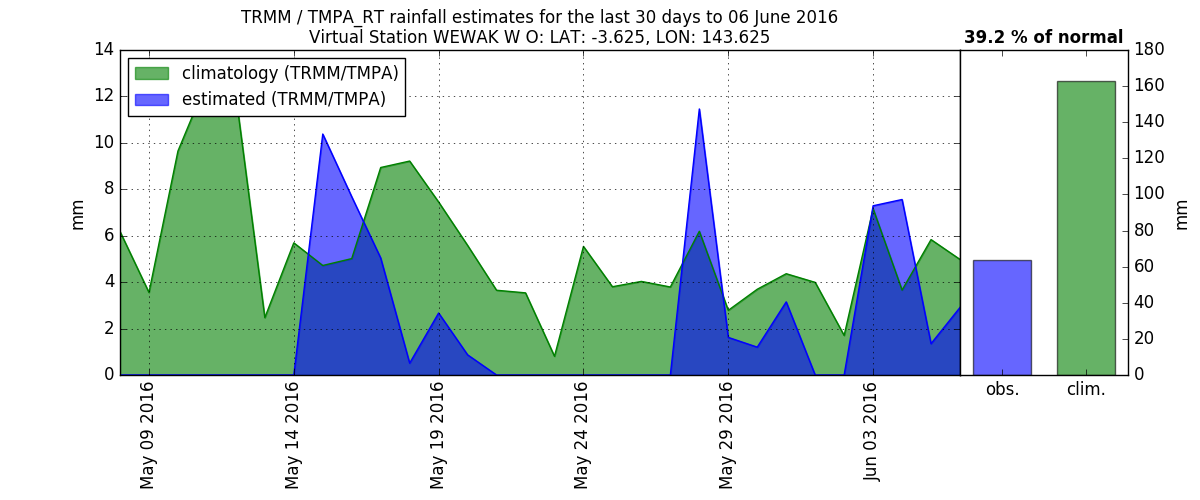 TRMM / TMPA_RT rainfall estimates for the last 30 days to 06 June 2016
Virtual Station WEWAK W O: LAT: -3.625, LON: 143.625
39.2 % of normal
climatology (TRMM/TMPA)
estimated (TRMM/TMPA)
14
12
10
8
6
4
2
0
mm
May 09 2016
May 14 2016
May 19 2016
May 24 2016
May 29 2016
Jun 03 2016
obs.
clim.
180
160
140
120
100
80
60
40
20
0
mm